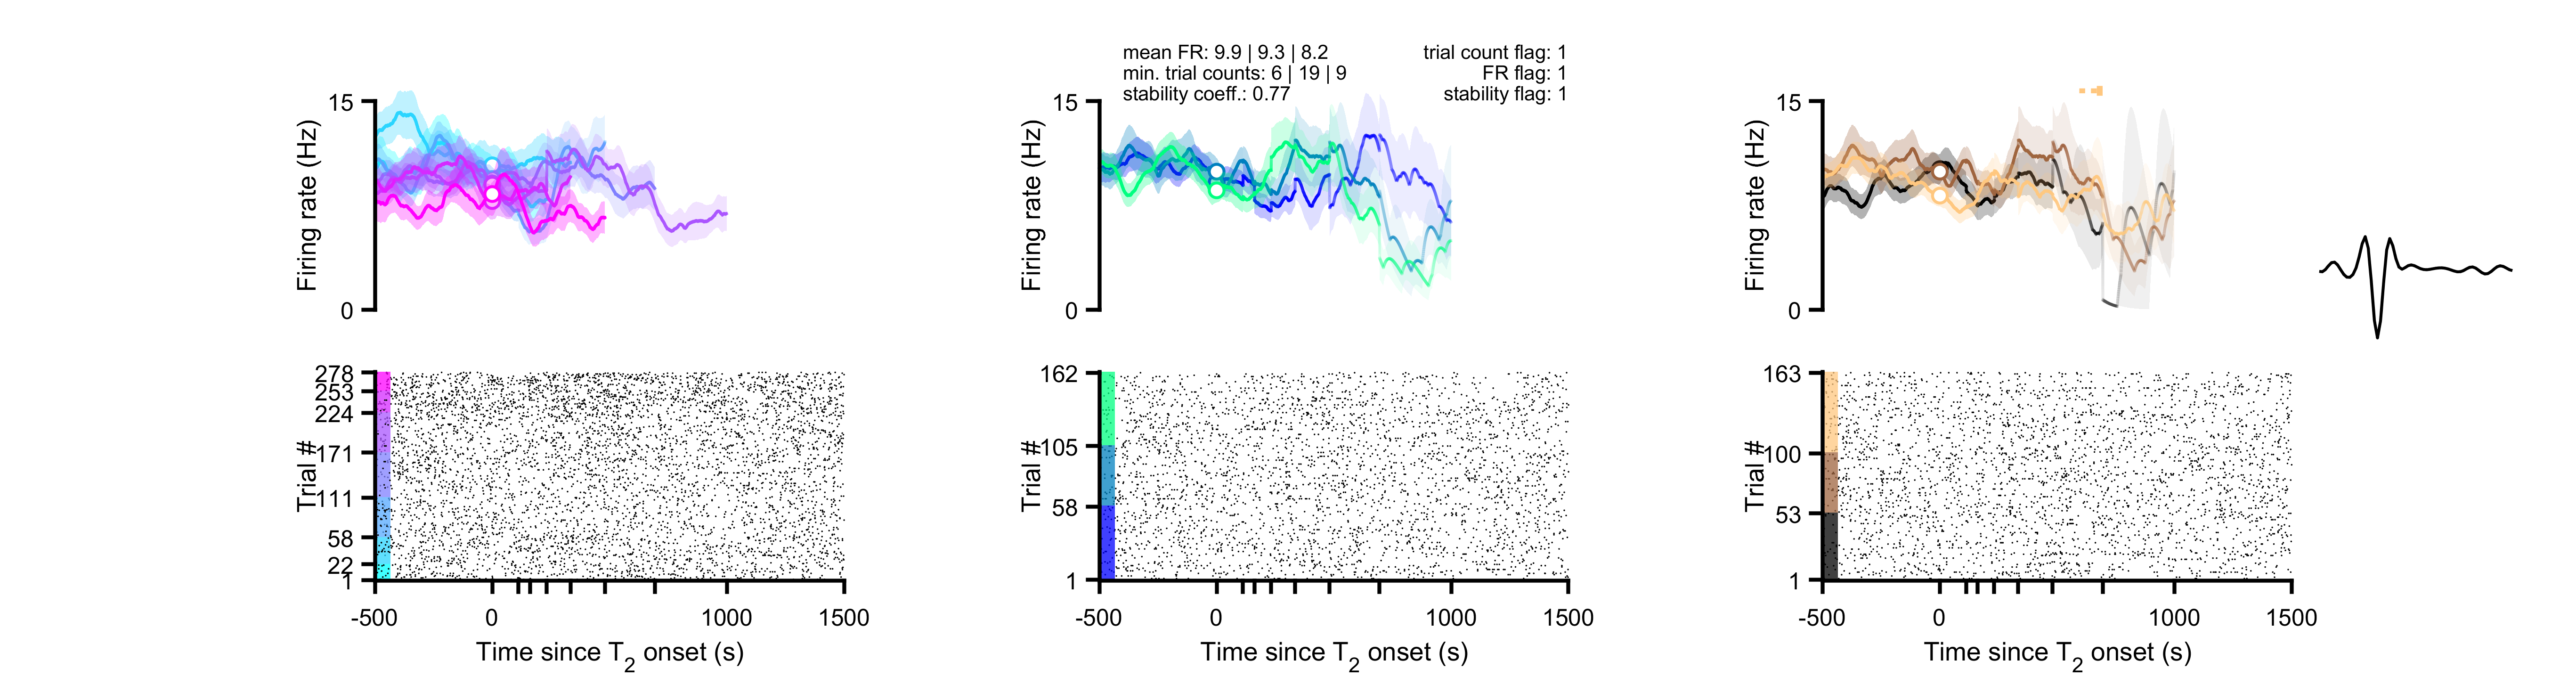 mean FR: 9.9 | 9.3 | 8.2
min. trial counts: 6 | 19 | 9
stability coeff.: 0.77
trial count flag: 1
FR flag: 1
stability flag: 1
15
0
Firing rate (Hz)
15
0
Firing rate (Hz)
15
0
Firing rate (Hz)
278
253
224
171
111
58
22
1
Trial #
-500
0
1000
1500
Time since T2 onset (s)
162
105
58
1
Trial #
-500
0
1000
1500
Time since T2 onset (s)
163
100
53
1
Trial #
-500
0
1000
1500
Time since T2 onset (s)